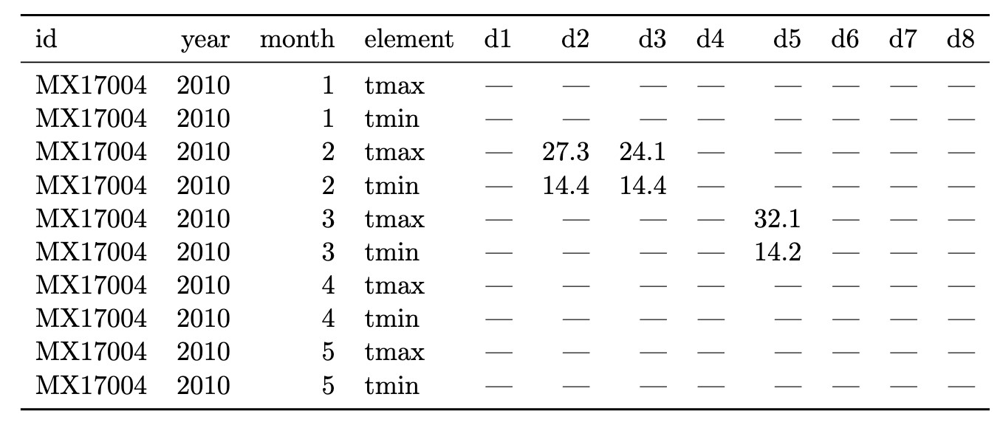 id year month element d1 d2 d3 d4 d5 d6 d7 d8
MX17004 2010 1 tmax — — — — — — — —
MX17004 2010 1 tmin — — — — — — — —
MX17004 2010 2 tmax — 27.3 24.1 — — — — —
MX17004 2010 2 tmin — 14.4 14.4 — — — — —
MX17004 2010 3 tmax — — — — 32.1 — — —
MX17004 2010 3 tmin — — — — 14.2 — — —
MX17004 2010 4 tmax — — — — — — — —
MX17004 2010 4 tmin — — — — — — — —
MX17004 2010 5 tmax — — — — — — — —
MX17004 2010 5 tmin — — — — — — — —